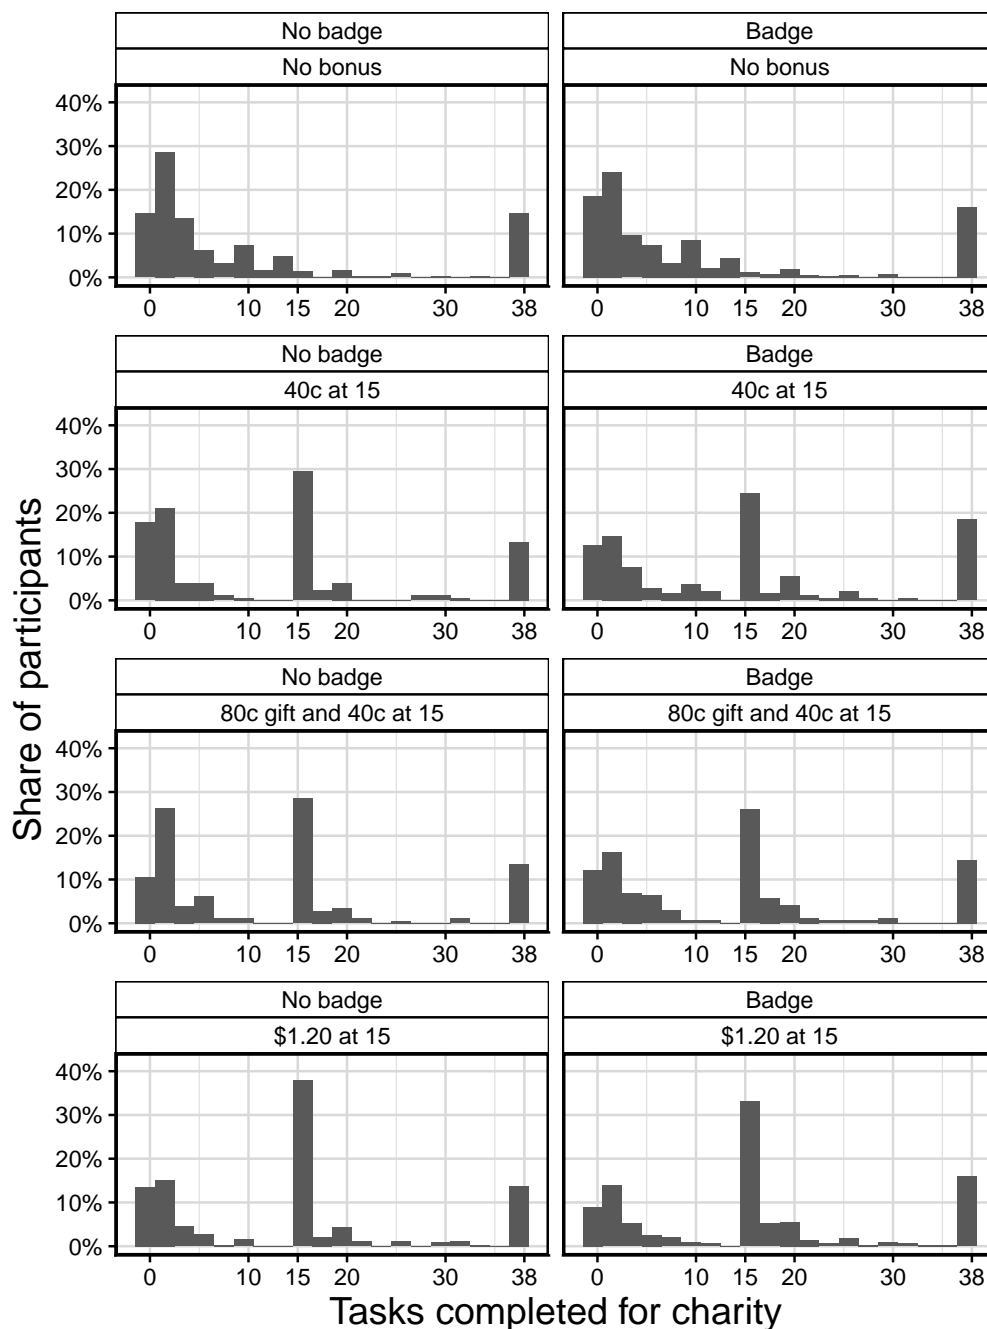 No badge
No bonus
40%
30%
20%
10%
0%
0 10 15 20 30 38
Badge
No bonus
0 10 15 20 30 38
No badge
40c at 15
40%
30%
20%
10%
0%
0 10 15 20 30 38
Badge
40c at 15
0 10 15 20 30 38
No badge
80c gift and 40c at 15
40%
30%
20%
10%
0%
0 10 15 20 30 38
Badge
80c gift and 40c at 15
0 10 15 20 30 38
No badge
$1.20 at 15
40%
30%
20%
10%
0%
0 10 15 20 30 38
Badge
$1.20 at 15
0 10 15 20 30 38
Share of participants
Tasks completed for charity